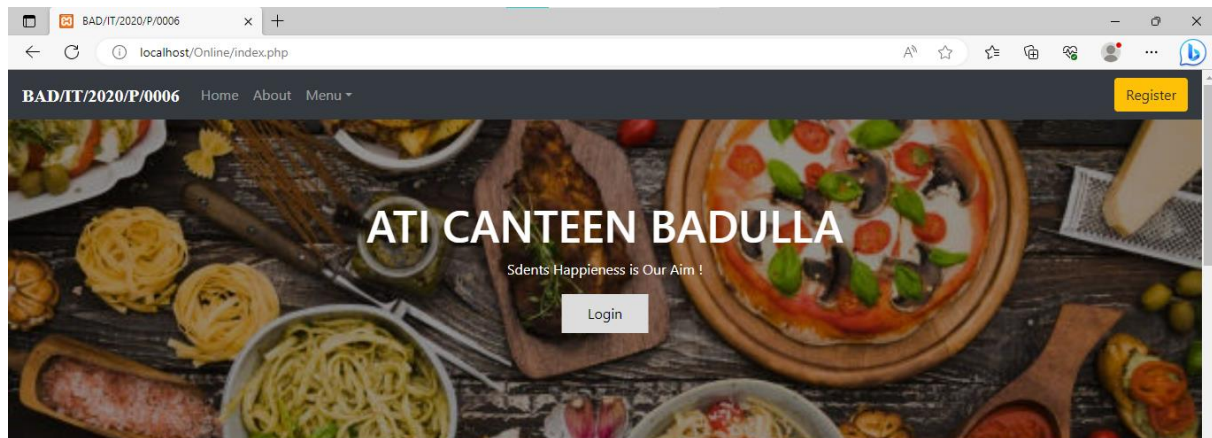 BAD/IT/2020/P/0006
localhost/Online/index.php
BAD/IT/2020/P/0006 Home About Menu Register
ATI CANTEEN BADULLA
Sdents Happieness is Our Aim !
Login